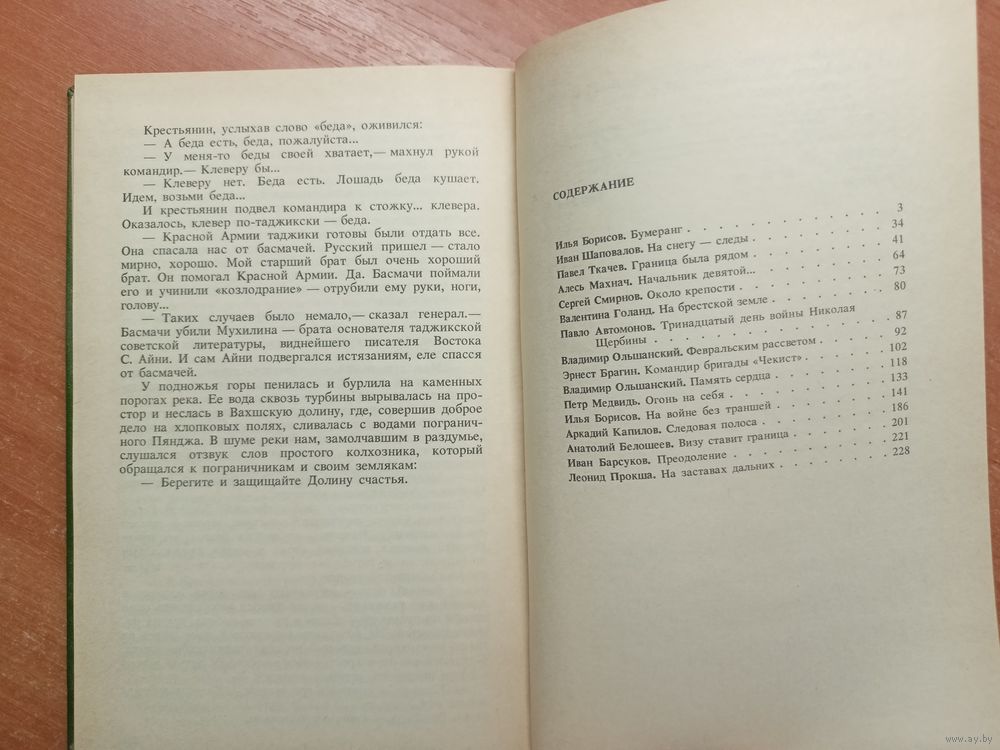 Крестьянин, услыхав слово «беда», оживился:
— А беда есть, беда, пожалуйста...
— У меня-то беды своей хватает,— махнул рукой
командир.— Клеверу бы...
— Клеверу нет. Беда есть. Лошадь беда кушает.
Идем, возьми беда...
И крестьянин подвел командира к стожку... клевера.
Оказалось, клевер по-таджикски — беда.
— Красной Армии таджики готовы были отдать все.
Она спасала нас от басмачей. Русский пришел — стало
мирно, хорошо. Мой старший брат был очень хороший
брат. Он помогал Красной Армии. Да. Басмачи поймали
его и учинили «козлодрание» — отрубили ему руки, ноги,
голову...
— Таких случаев было немало,— сказал генерал.—
Басмачи убили Мухилина — брата основателя таджикской
советской литературы, виднейшего писателя Востока
С. Айни. И сам Айни подвергался истязаниям, еле спасся
от басмачей.
У подножья горы пенилась и бурлила на каменных
порогах река. Ее вода сквозь турбины вырывалась на про-
стор и неслась в Вахшскую долину, где, совершив доброе
дело на хлопковых полях, сливалась с водами погранич-
ного Пянджа. В шуме реки нам, замолчавшим в раздумье,
слушался отзвук слов простого колхозника, который
обращался к пограничникам и своим землякам:
— Берегите и защищайте Долину счастья.
СОДЕРЖАНИЕ
Илья Борисов. Бумеранг . . . . . . . . . . 3
Иван Шаповалов. На снегу — следы . . . . . . . 34
Павел Ткачев. Граница была рядом . . . . . . . 41
Алесь Махнач. Начальник девятой... . . . . . . . 64
Сергей Смирнов. Около крепости . . . . . . . . 73
Валентина Голанд. На брестской земле . . . . . . 80
Павло Автомонов. Тринадцатый день войны Николая
Щербины . . . . . . . . . . . 87
Владимир Ольшанский. Февральским рассветом . . . . 92
Эрнест Брагин. Командир бригады «Чекист» . . . . . 102
Владимир Ольшанский. Память сердца . . . . . . 118
Петр Медвидь. Огонь на себя . . . . . . . . 133
Илья Борисов. На войне без траншей . . . . . . 141
Аркадий Капилов. Следовая полоса . . . . . . . 186
Анатолий Белошеев. Визу ставит граница . . . . . 201
Иван Барсуков. Преодоление . . . . . . . . 221
Леонид Прокша. На заставах дальних . . . . . . 228
www.ay.by